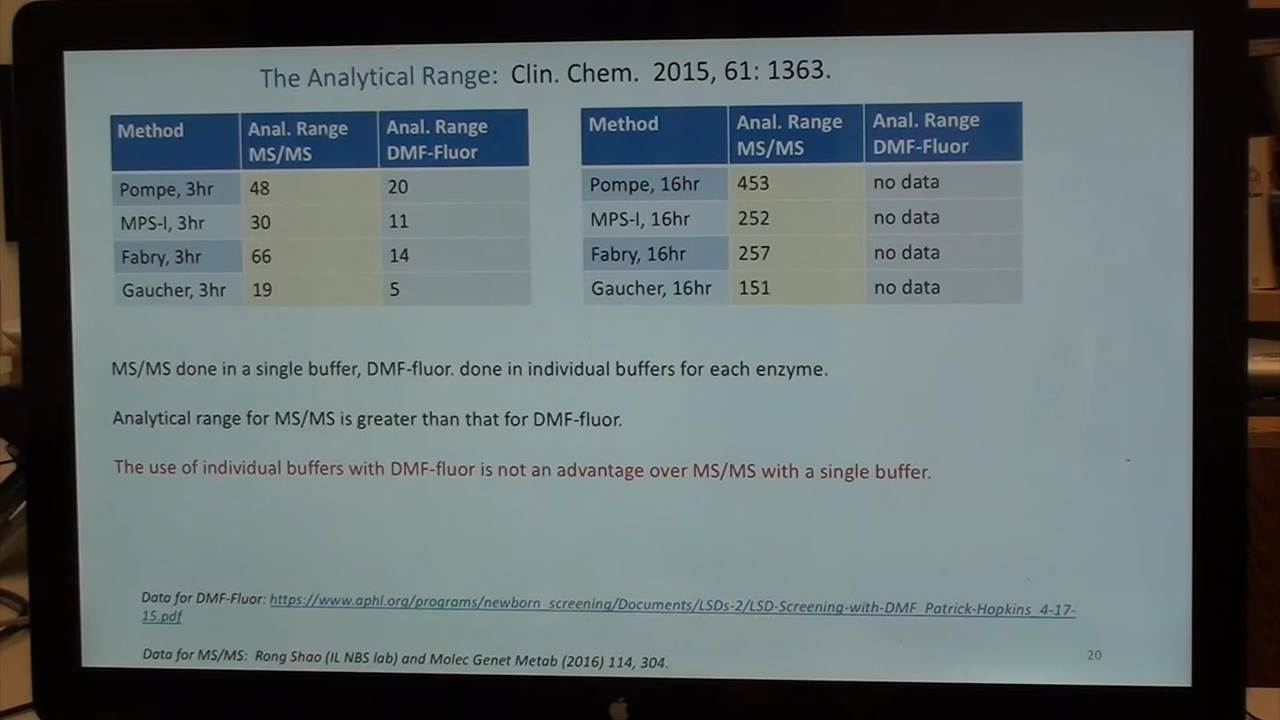 The Analytical Range: Clin. Chem. 2015, 61: 1363.
Method Anal. Range MS/MS Anal. Range DMF-Fluor
Pompe, 3hr 48 20
MPS-I, 3hr 30 11
Fabry, 3hr 66 14
Gaucher, 3hr 19 5
Method Anal. Range MS/MS Anal. Range DMF-Fluor
Pompe, 16hr 453 no data
MPS-I, 16hr 252 no data
Fabry, 16hr 257 no data
Gaucher, 16hr 151 no data
MS/MS done in a single buffer, DMF-fluor. done in individual buffers for each enzyme.
Analytical range for MS/MS is greater than that for DMF-fluor.
The use of individual buffers with DMF-fluor is not an advantage over MS/MS with a single buffer.
Data for DMF-Fluor: https://www.aphl.org/programs/newborn_screening/Documents/LSDs-2/LSD-Screening-with-DMF_Patrick-Hopkins_4-17-
15.pdf
Data for MS/MS: Rong Shao (IL NBS lab) and Molec Genet Metab (2016) 114, 304.
20